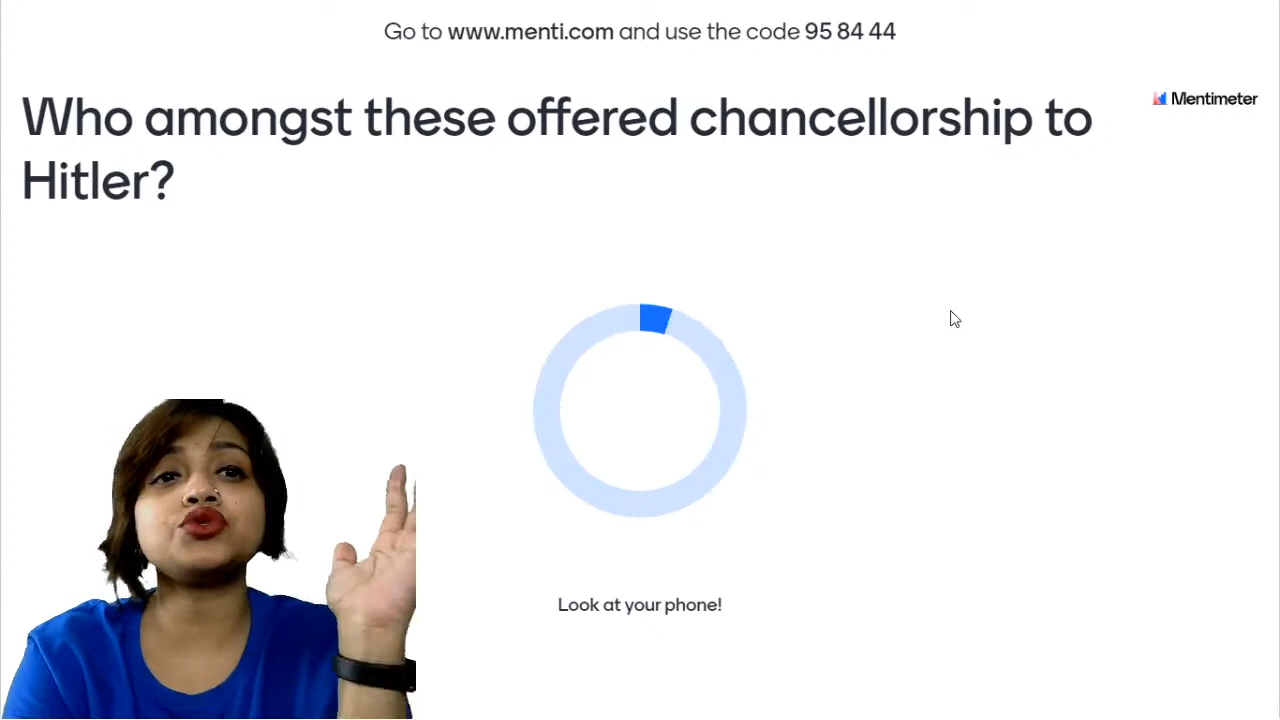 Go to www.menti.com and use the code 95 84 44
Mentimeter
Who amongst these offered chancellorship to
Hitler?
Look at your phone!